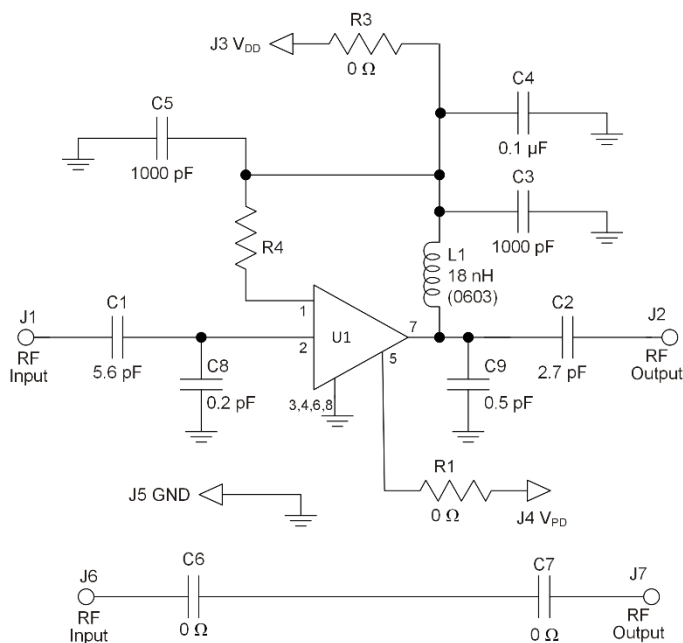 R3
J3 V_DD
0 Ω
C5
C4
1000 pF
0.1 µF
C3
1000 pF
R4
L1
18 nH
(0603)
J1
C1
1
7
C2
J2
2
U1
RF
Input
5
RF
Output
5.6 pF
C8
C9
2.7 pF
0.2 pF
3,4,6,8
0.5 pF
R1
J5 GND
0 Ω
J4 V_PD
J6
C6
C7
J7
RF
Input
0 Ω
0 Ω
RF
Output